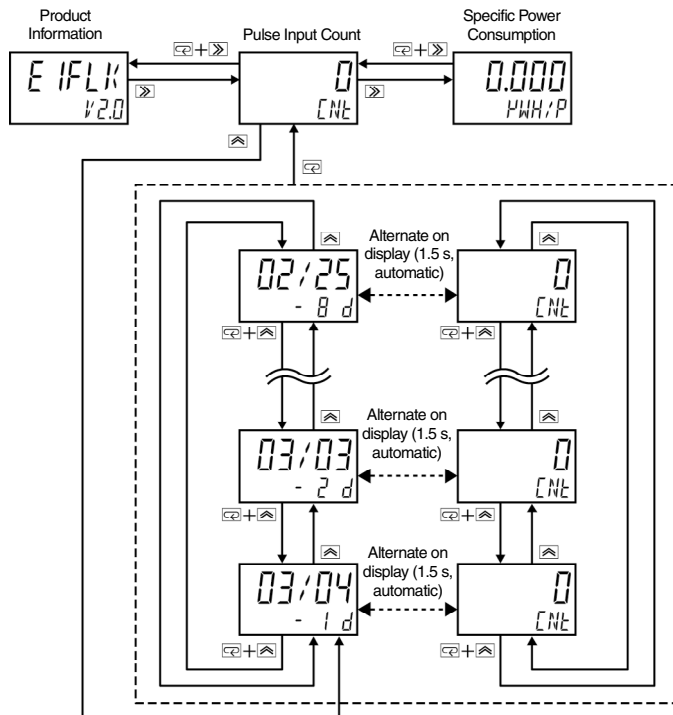 Product
Information
Pulse Input Count
Specific Power
Consumption
+
+
E1FLK
V2.0
0
CNt
0.000
kWH/P
Alternate on
display (1.5 s,
automatic)
02/25
- 8 d
0
CNt
+
+
Alternate on
display (1.5 s,
automatic)
03/03
- 2 d
0
CNt
+
+
Alternate on
display (1.5 s,
automatic)
03/04
- 1 d
0
CNt
+
+